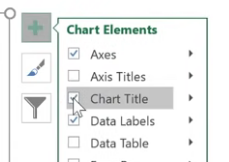 Chart Elements
Axes
Axis Titles
Chart Title
Data Labels
Data Table